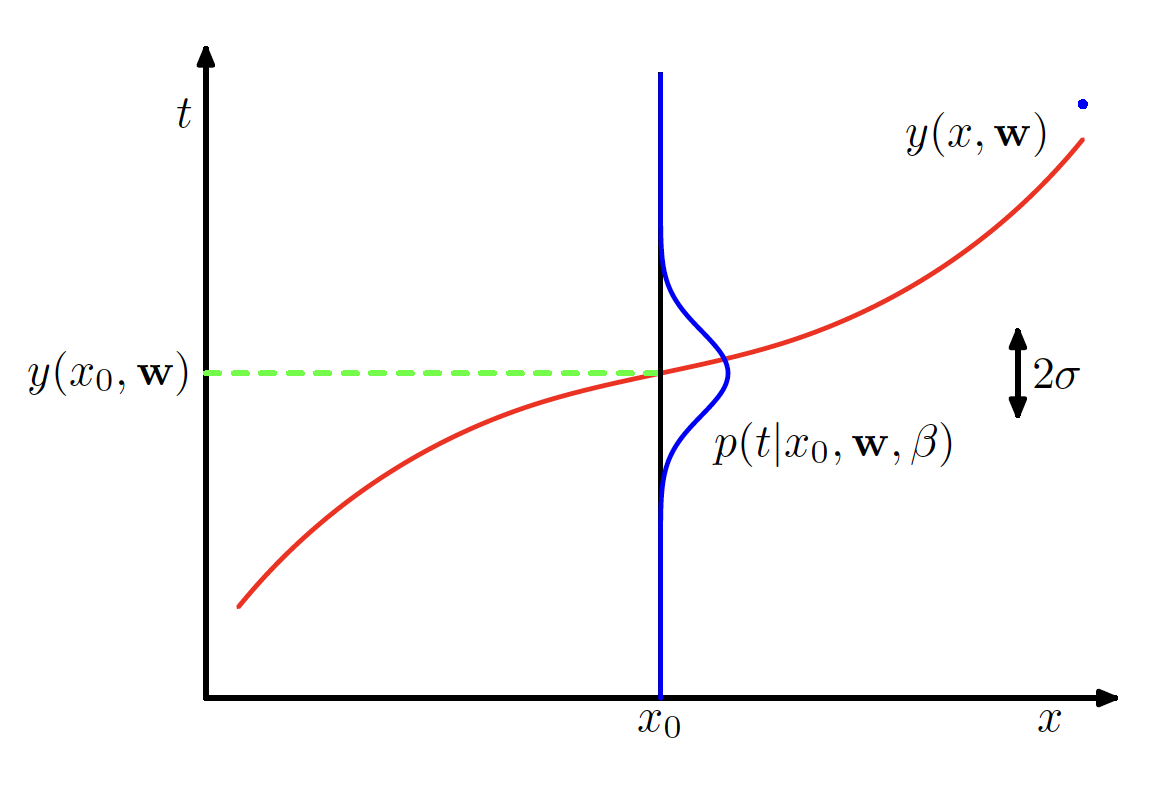 t
y(x, w)
y(x₀, w)
2σ
p(t|x₀, w, β)
x₀
x